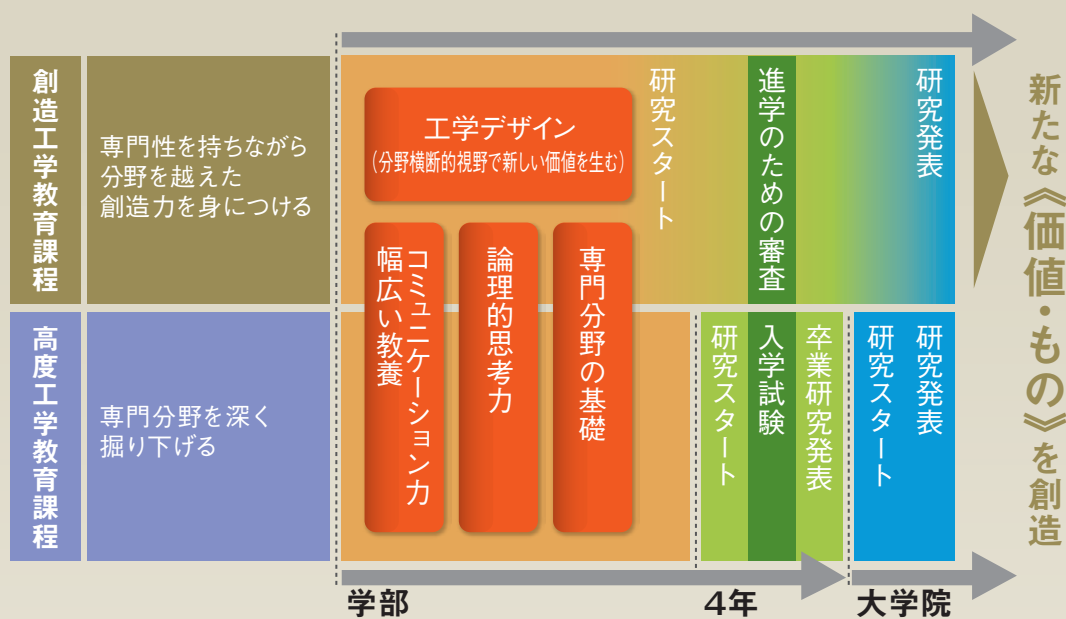 創造工学教育課程
専門性を持ちながら
分野を越えた
創造力を身につける
工学デザイン
(分野横断的視野で新しい価値を生む)
研究スタート
進学のための審査
研究発表
高度工学教育課程
専門分野を深く
掘り下げる
コミュニケーション力
幅広い教養
論理的思考力
専門分野の基礎
研究スタート
入学試験
卒業研究発表
研究スタート
研究発表
新たな《価値・もの》を創造
学部
4年
大学院